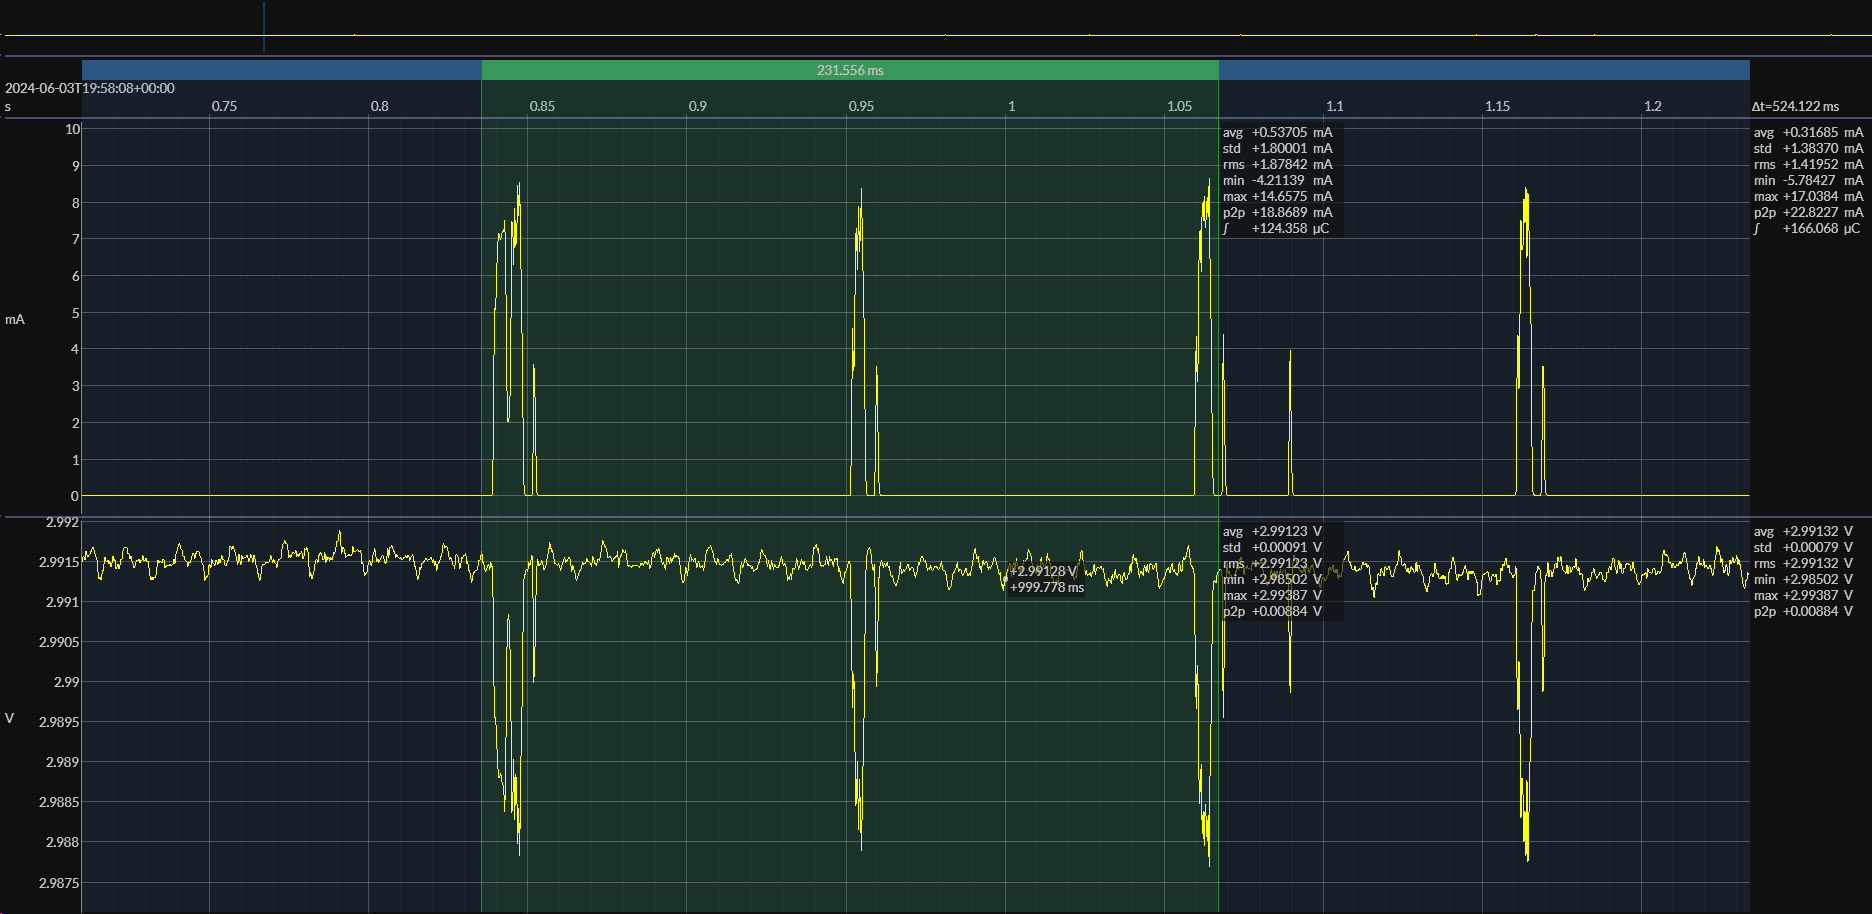 231.556 ms
2024-06-03T19:58:08+00:00
s 0.75 0.8 0.85 0.9 0.95 1 1.05 1.1 1.15 1.2 Δt=524.122 ms
10
9
8
7
6
5
4
3
2
1
0
mA
avg +0.53705 mA
std +1.80001 mA
rms +1.87842 mA
min -4.21139 mA
max +14.6575 mA
p2p +18.8689 mA
∫ +124.358 µC
avg +0.31685 mA
std +1.38370 mA
rms +1.41952 mA
min -5.78427 mA
max +17.0384 mA
p2p +22.8227 mA
∫ +166.068 µC
2.992
2.9915
2.991
2.9905
2.99
2.9895
2.989
2.9885
2.988
2.9875
V
+2.99128 V
+999.778 ms
avg +2.99123 V
std +0.00091 V
rms +2.99123 V
min +2.98502 V
max +2.99387 V
p2p +0.00884 V
avg +2.99132 V
std +0.00079 V
rms +2.99132 V
min +2.98502 V
max +2.99387 V
p2p +0.00884 V